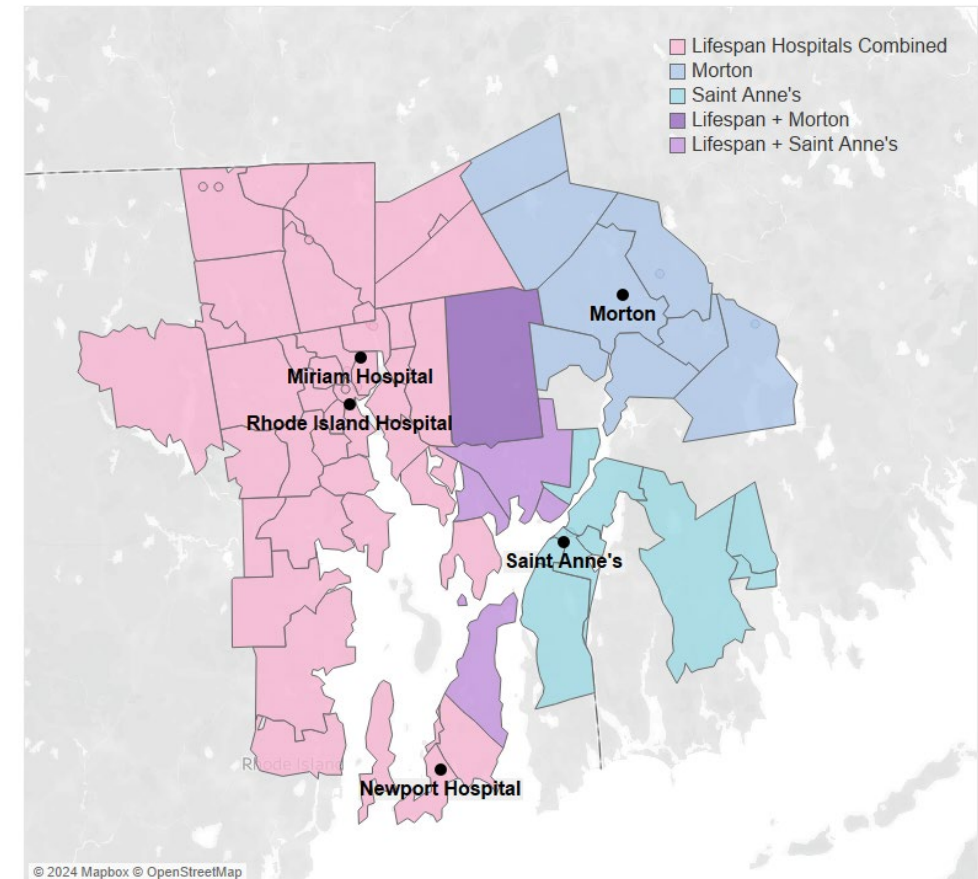 Lifespan Hospitals Combined
Morton
Saint Anne's
Lifespan + Morton
Lifespan + Saint Anne's
Morton
Miriam Hospital
Rhode Island Hospital
Saint Anne's
Rhode Island
Newport Hospital
© 2024 Mapbox © OpenStreetMap